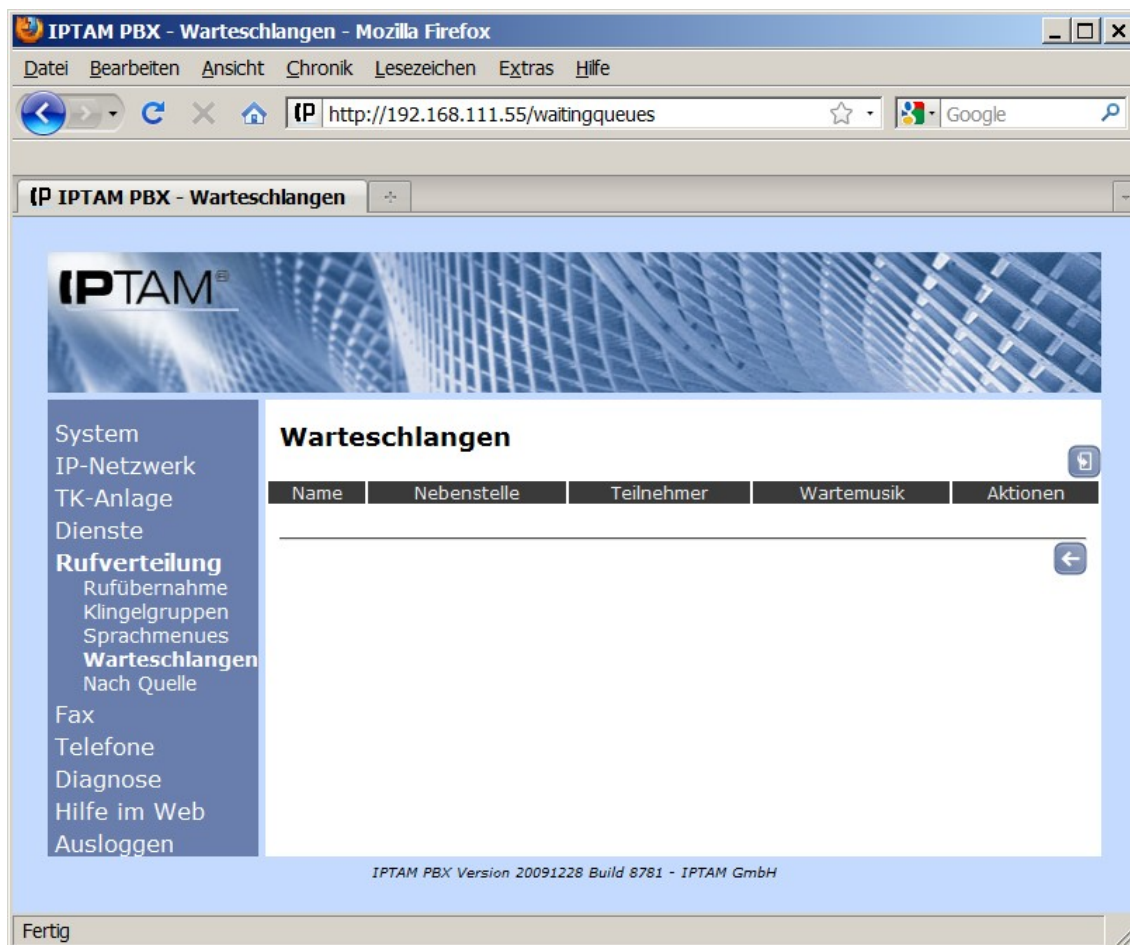 IPTAM PBX - Warteschlangen - Mozilla Firefox
Datei Bearbeiten Ansicht Chronik Lesezeichen Extras Hilfe
http://192.168.111.55/waitingqueues Google
IPTAM PBX - Warteschlangen
IPTAM®
System
IP-Netzwerk
TK-Anlage
Dienste
Rufverteilung
Rufübernahme
Klingelgruppen
Sprachmenues
Warteschlangen
Nach Quelle
Fax
Telefone
Diagnose
Hilfe im Web
Ausloggen
Warteschlangen
Name Nebenstelle Teilnehmer Wartemusik Aktionen
IPTAM PBX Version 20091228 Build 8781 - IPTAM GmbH
Fertig